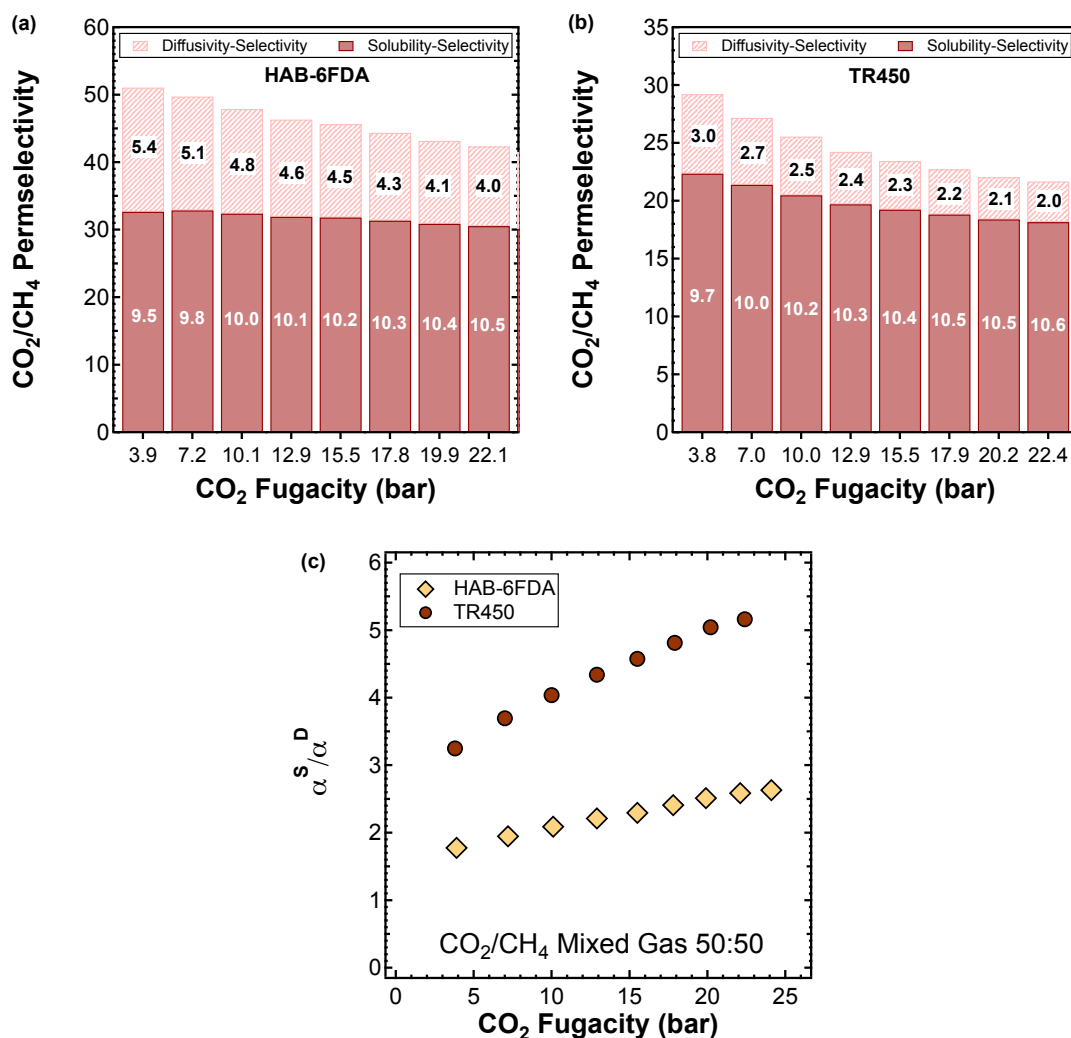 (a)
60
50
40
30
20
10
0
CO₂/CH₄ Permselectivity
Diffusivity-Selectivity Solubility-Selectivity
HAB-6FDA
5.4 5.1 4.8 4.6 4.5 4.3 4.1 4.0
9.5 9.8 10.0 10.1 10.2 10.3 10.4 10.5
3.9 7.2 10.1 12.9 15.5 17.8 19.9 22.1
CO₂ Fugacity (bar)
(b)
35
30
25
20
15
10
5
0
CO₂/CH₄ Permselectivity
Diffusivity-Selectivity Solubility-Selectivity
TR450
3.0 2.7 2.5 2.4 2.3 2.2 2.1 2.0
9.7 10.0 10.2 10.3 10.4 10.5 10.5 10.6
3.8 7.0 10.0 12.9 15.5 17.9 20.2 22.4
CO₂ Fugacity (bar)
(c)
6
5
4
3
2
1
0
α^S/α^D
HAB-6FDA
TR450
CO₂/CH₄ Mixed Gas 50:50
0 5 10 15 20 25
CO₂ Fugacity (bar)